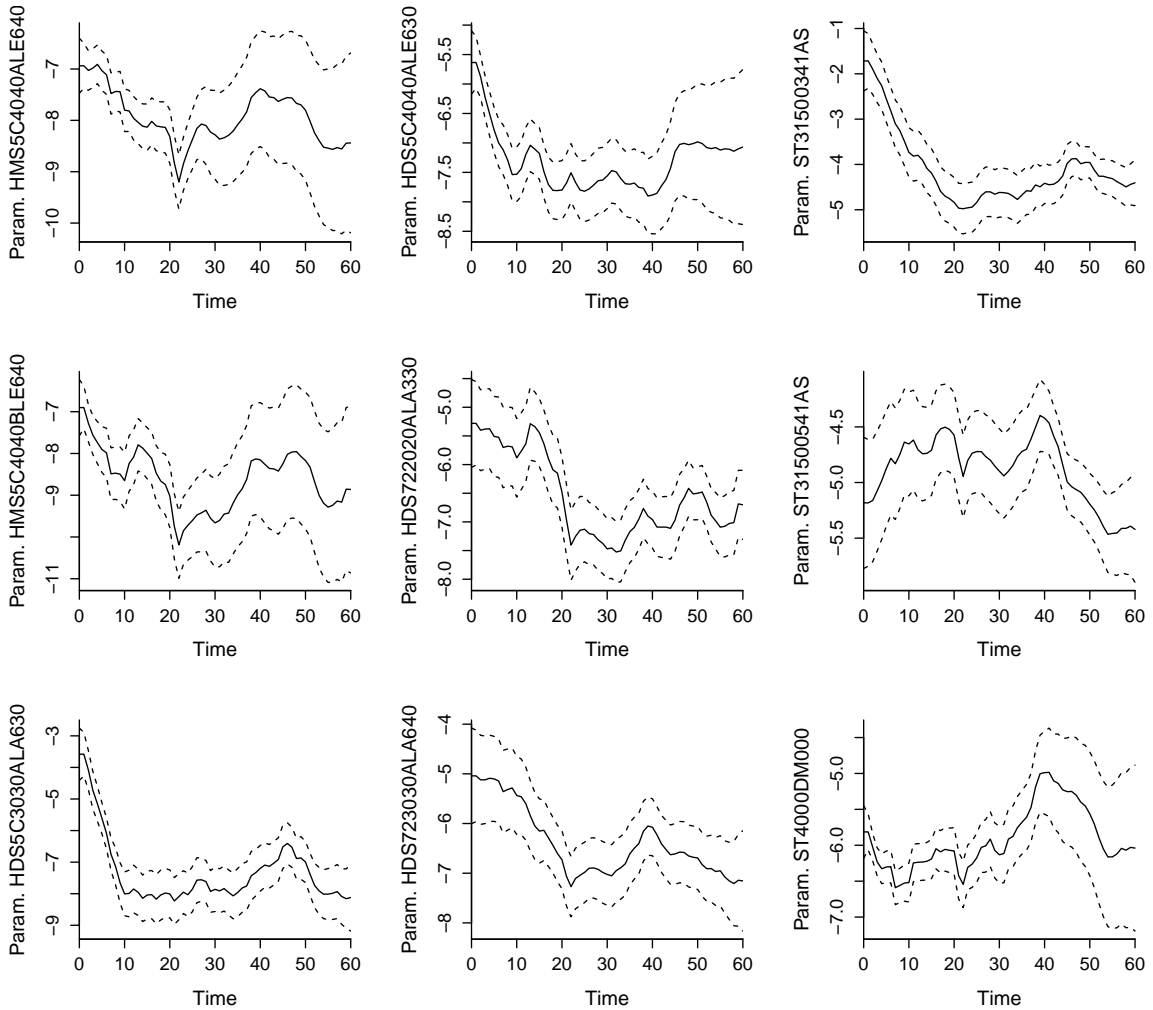 Param. HMS5C4040ALE640
−7
−8
−9
−10
0 10 20 30 40 50 60
Time
Param. HDS5C4040ALE630
−5.5
−6.5
−7.5
−8.5
0 10 20 30 40 50 60
Time
Param. ST31500341AS
−1
−2
−3
−4
−5
0 10 20 30 40 50 60
Time
Param. HMS5C4040BLE640
−7
−8
−9
−11
0 10 20 30 40 50 60
Time
Param. HDS722020ALA330
−5.0
−6.0
−7.0
−8.0
0 10 20 30 40 50 60
Time
Param. ST31500541AS
−4.5
−5.0
−5.5
0 10 20 30 40 50 60
Time
Param. HDS5C3030ALA630
−3
−5
−7
−9
0 10 20 30 40 50 60
Time
Param. HDS723030ALA640
−4
−5
−6
−7
−8
0 10 20 30 40 50 60
Time
Param. ST4000DM000
−5.0
−6.0
−7.0
0 10 20 30 40 50 60
Time